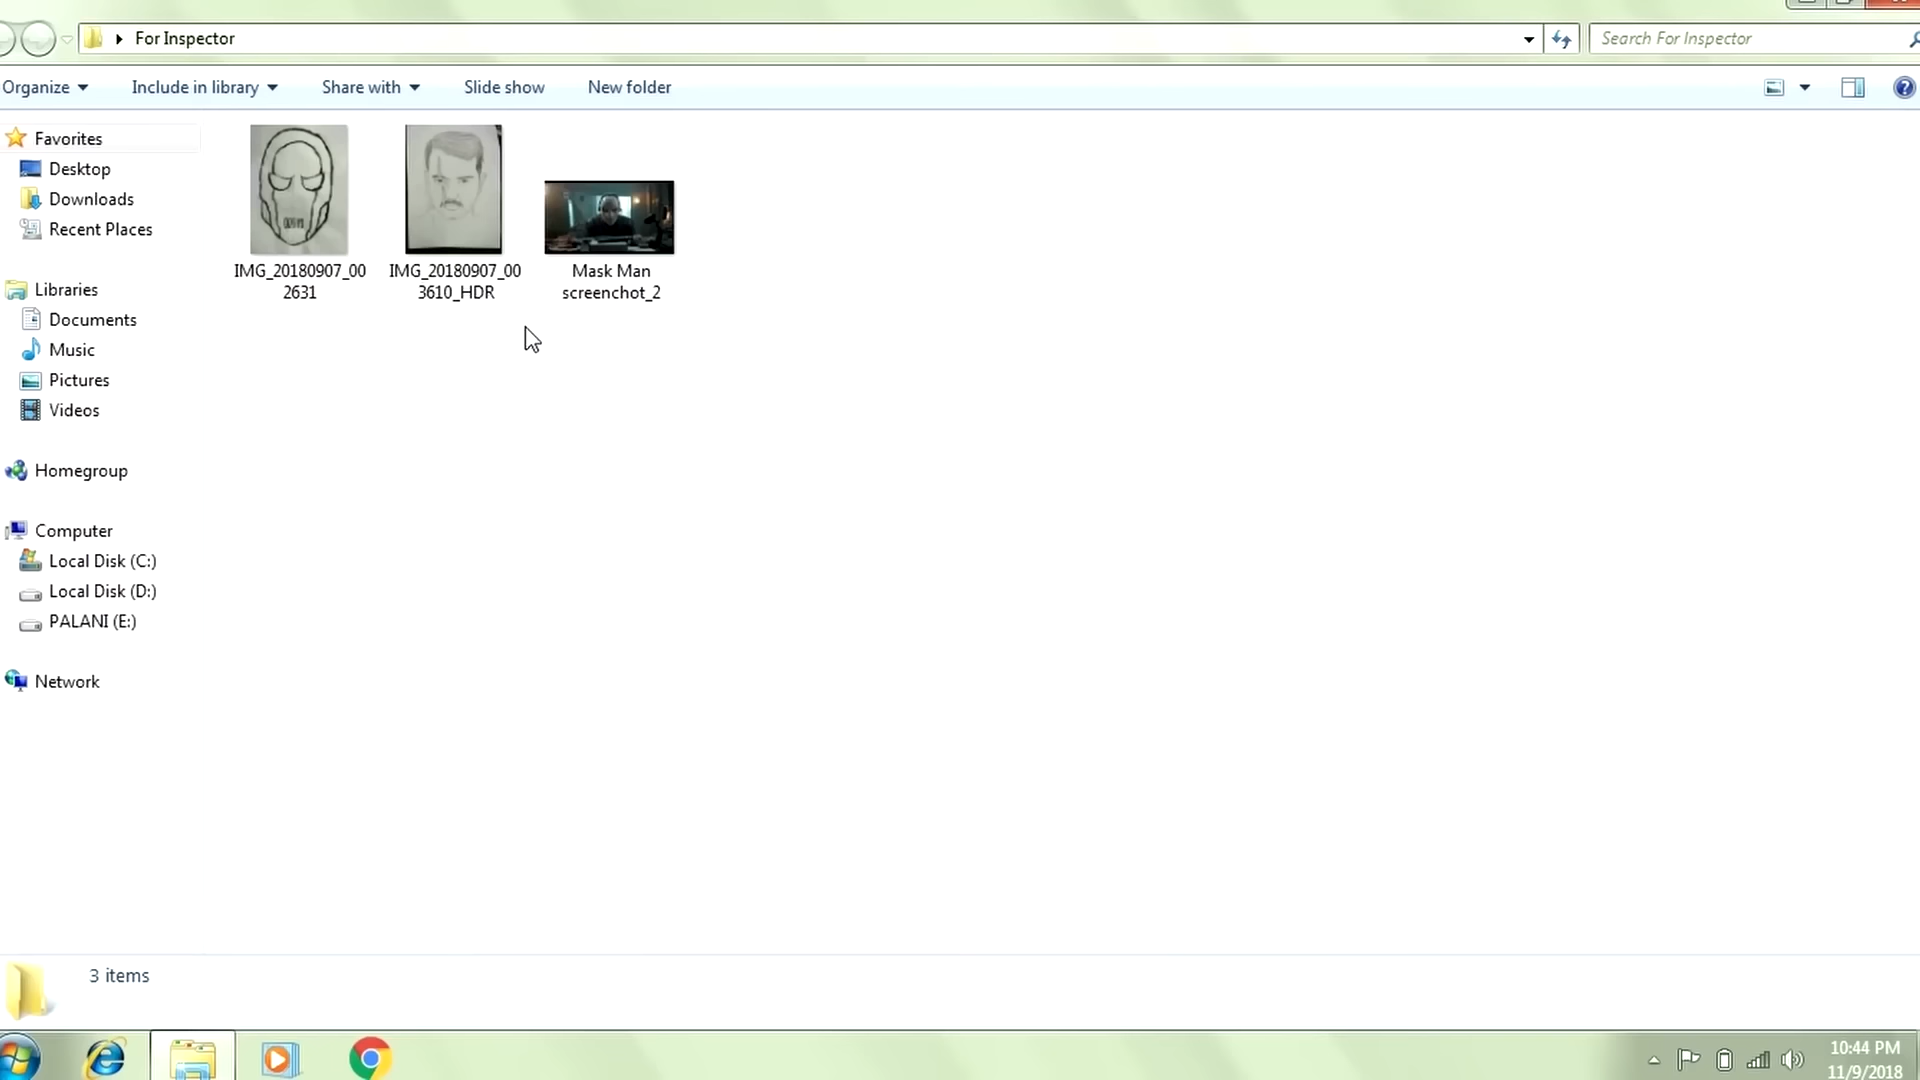 For Inspector
Search For Inspector
Organize
Include in library
Share with
Slide show
New folder
Favorites
Desktop
Downloads
Recent Places
Libraries
Documents
Music
Pictures
Videos
Homegroup
Computer
Local Disk (C:)
Local Disk (D:)
PALANI (E:)
Network
IMG_20180907_00
2631
IMG_20180907_00
3610_HDR
Mask Man
screenchot_2
3 items
10:44 PM
11/9/2018